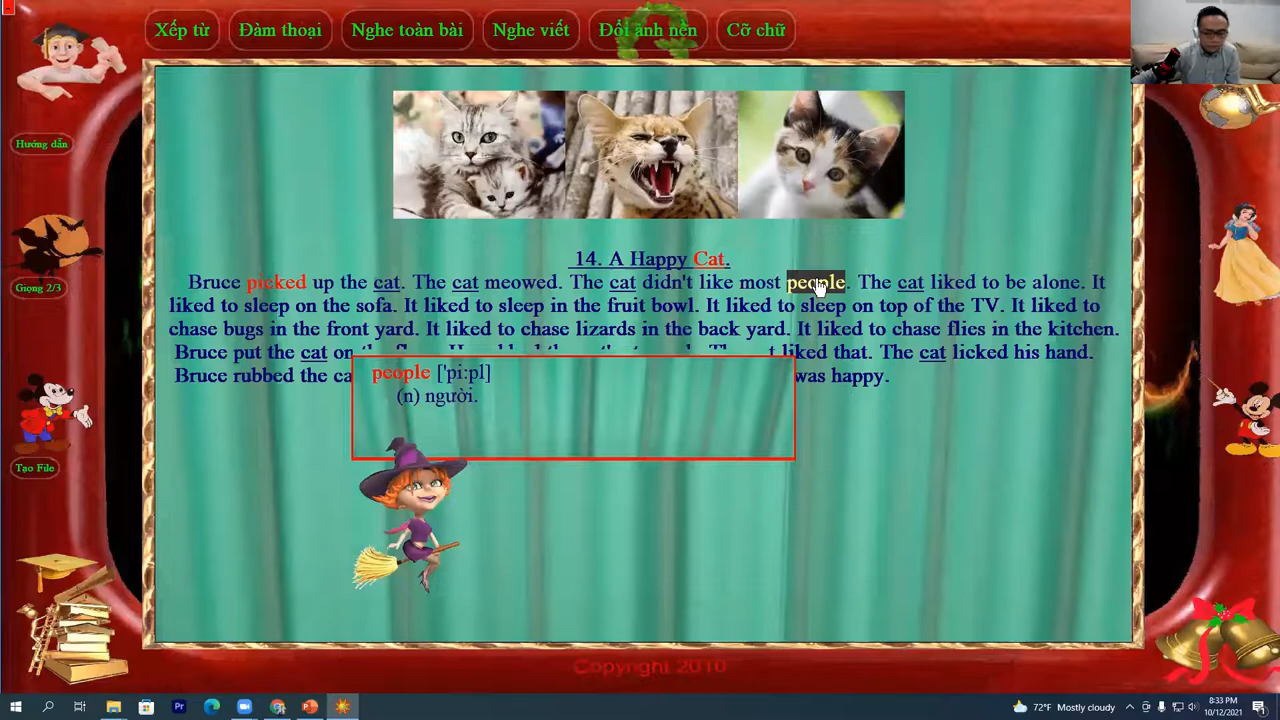 Xếp từ
Đàm thoại
Nghe toàn bài
Nghe viết
Đổi ảnh nền
Cỡ chữ
Hướng dẫn
Giọng 2/3
Tạo File
14. A Happy Cat.
Bruce picked up the cat. The cat meowed. The cat didn't like most people. The cat liked to be alone. It
liked to sleep on the sofa. It liked to sleep in the fruit bowl. It liked to sleep on top of the TV. It liked to
chase bugs in the front yard. It liked to chase lizards in the back yard. It liked to chase flies in the kitchen.
Bruce put the cat on liked that. The cat licked his hand.
Bruce rubbed the was happy.
people ['pi:pl]
(n) người.
Copyright 2010
Pr
72°F Mostly cloudy
8:33 PM
10/12/2021